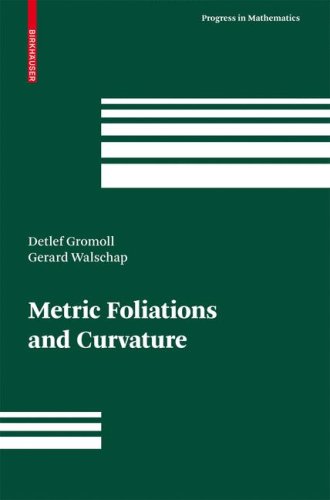 Progress in Mathematics
BIRKHAUSER
Detlef Gromoll
Gerard Walschap
Metric Foliations
and Curvature